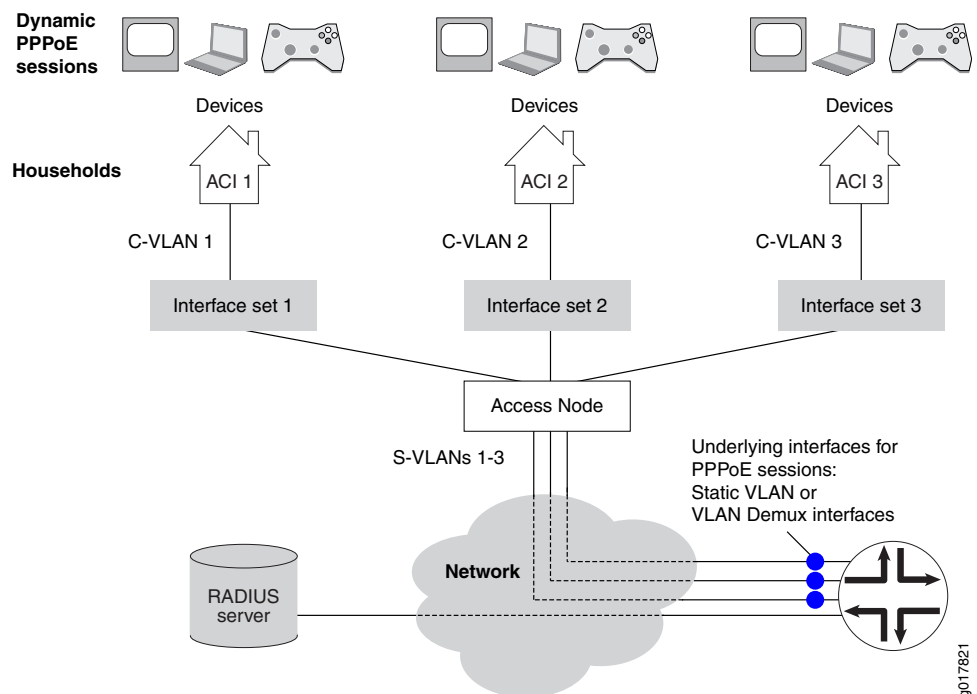 Dynamic
PPPoE
sessions
Devices
Devices
Devices
Households
ACI 1
ACI 2
ACI 3
C-VLAN 1
C-VLAN 2
C-VLAN 3
Interface set 1
Interface set 2
Interface set 3
Access Node
S-VLANs 1-3
Underlying interfaces for
PPPoE sessions:
Static VLAN or
VLAN Demux interfaces
Network
RADIUS
server
g017821